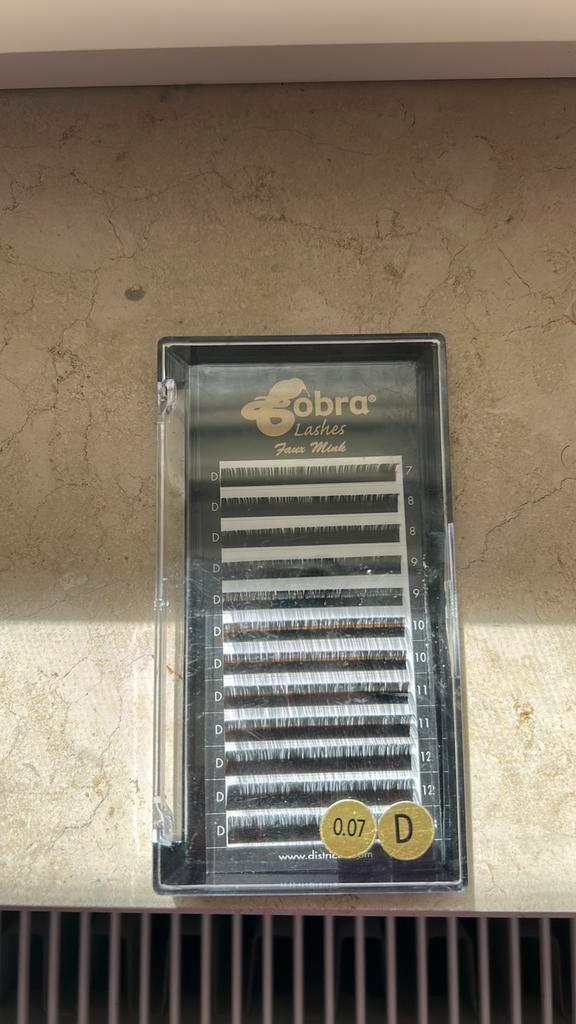 Cobra®
Lashes
Faux Mink
D 7
D 8
D 8
D 9
D 9
D 10
D 10
D 11
D 11
D 12
D 12
D
0.07 D